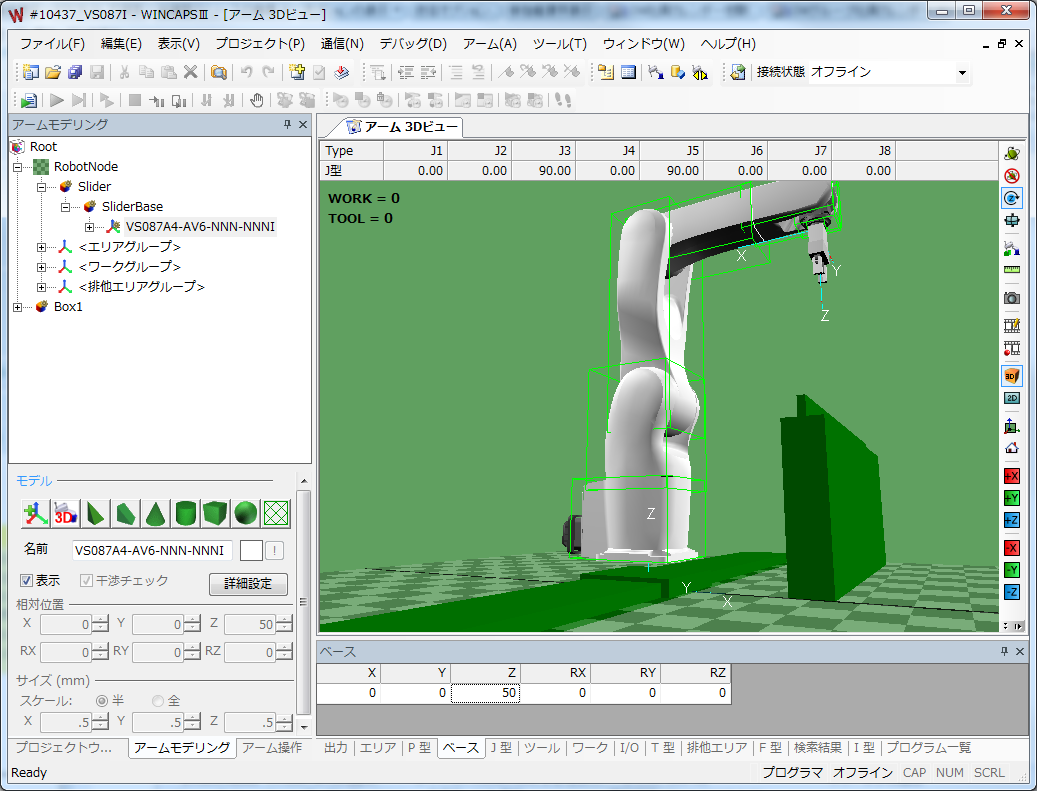 #10437_VS087I - WINCAPSⅢ - [アーム 3Dビュー]
ファイル(F) 編集(E) 表示(V) プロジェクト(P) 通信(N) デバッグ(D) アーム(A) ツール(T) ウィンドウ(W) ヘルプ(H)
接続状態 オフライン
アームモデリング
Root
RobotNode
Slider
SliderBase
VS087A4-AV6-NNN-NNNI
<エリアグループ>
<ワークグループ>
<排他エリアグループ>
Box1
モデル
3D
名前 VS087A4-AV6-NNN-NNNI !
表示 干渉チェック 詳細設定
相対位置
X 0 Y 0 Z 50
RX 0 RY 0 RZ 0
サイズ (mm)
スケール: 半 全
X .5 Y .5 Z .5
プロジェクトウ... アームモデリング アーム操作
アーム 3Dビュー
Type J1 J2 J3 J4 J5 J6 J7 J8
J型 0.00 0.00 90.00 0.00 90.00 0.00 0.00 0.00
WORK = 0
TOOL = 0
X
Y
Z
Z
Y
X
3D
2D
+X
+Y
+Z
-X
-Y
-Z
ベース
X Y Z RX RY RZ
0 0 50 0 0 0
出力 エリア P 型 ベース J 型 ツール ワーク I/O T 型 排他エリア F 型 検索結果 I 型 プログラム一覧
Ready
プログラマ オフライン CAP NUM SCRL